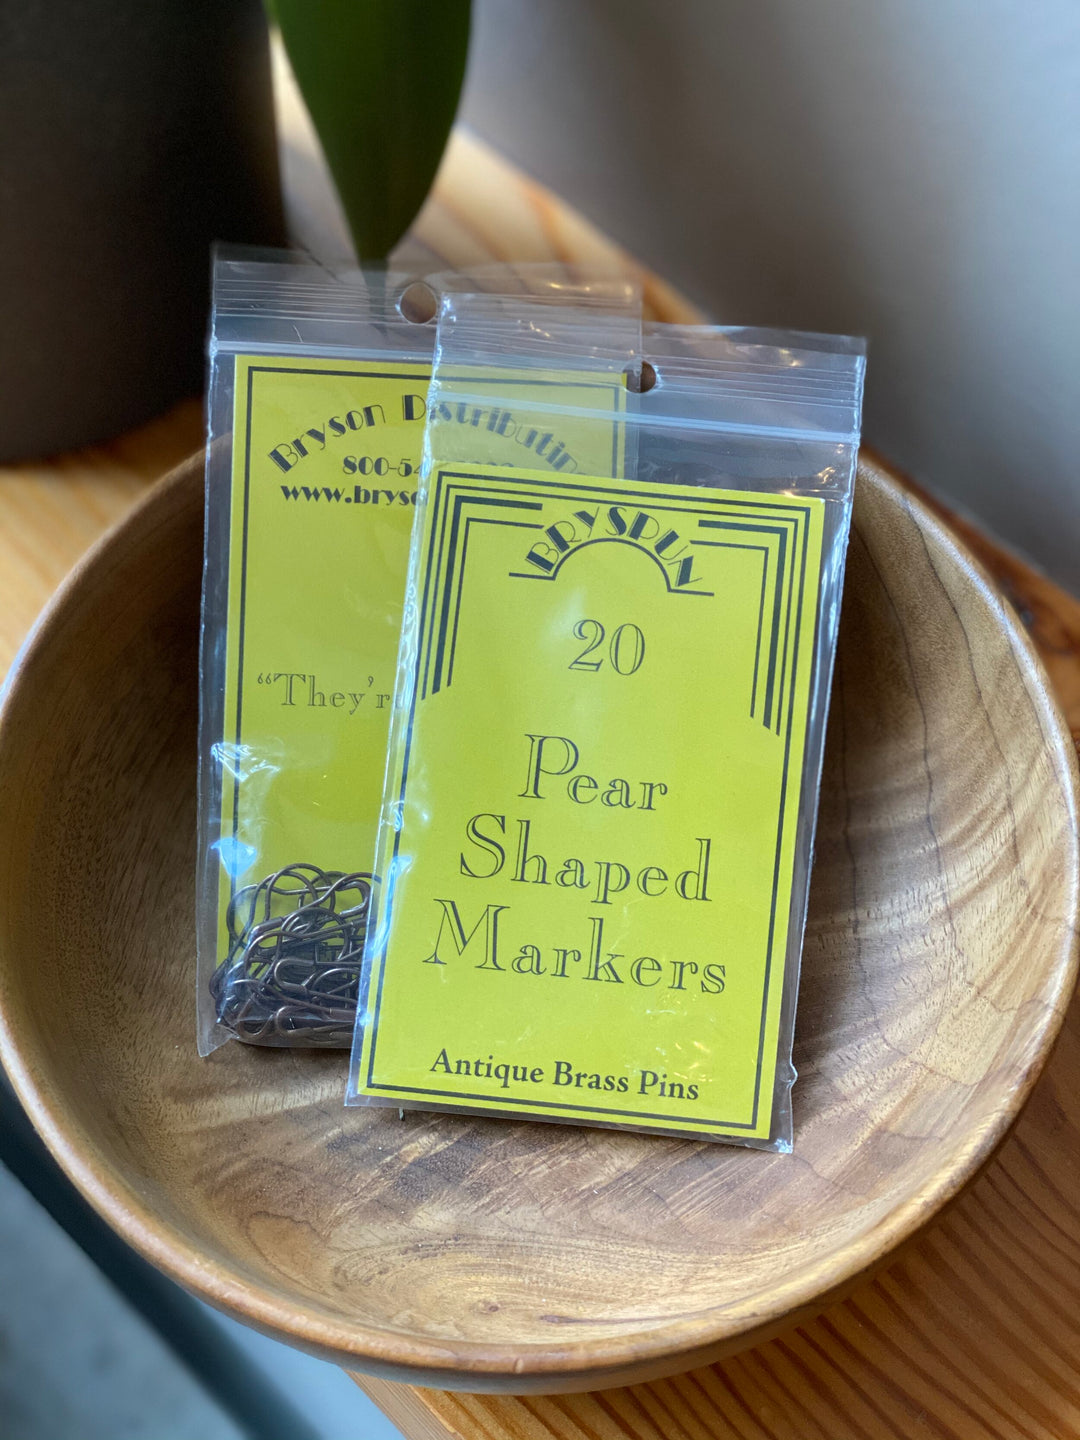 Bryson Distributin
800-54
www.bryso
"They'r
BRYSPUN
20
Pear
Shaped
Markers
Antique Brass Pins